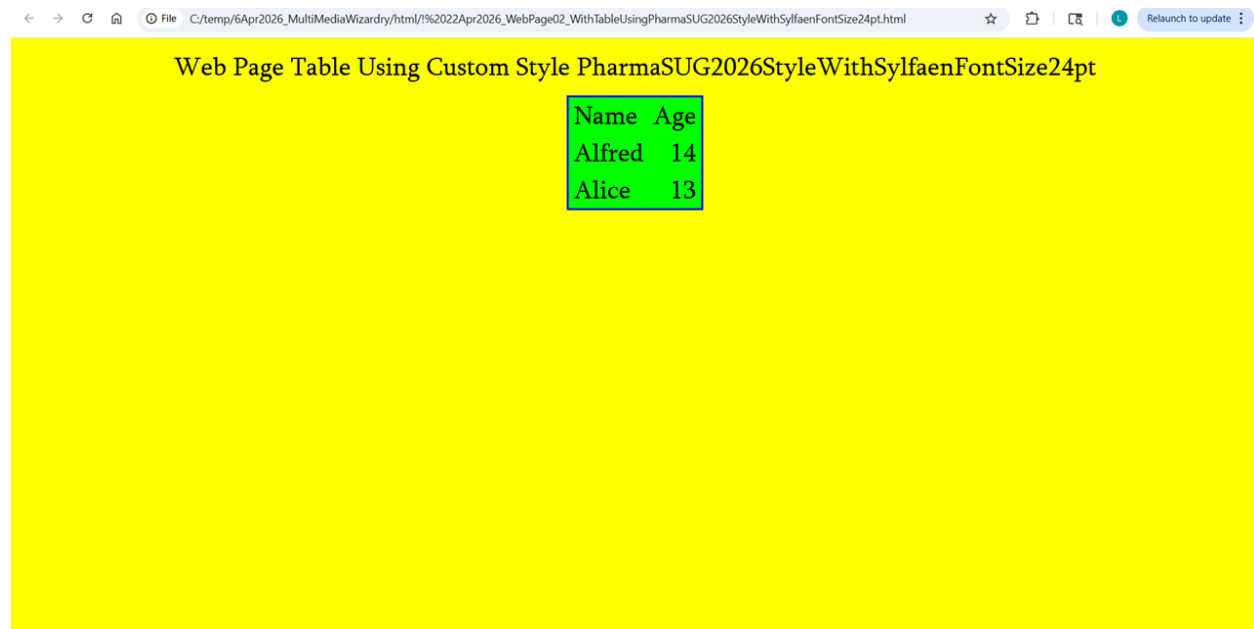 File C:/temp/6Apr2026_MultiMediaWizardry/html/!%2022Apr2026_WebPage02_WithTableUsingPharmaSUG2026StyleWithSylfaenFontSize24pt.html L Relaunch to update
Web Page Table Using Custom Style PharmaSUG2026StyleWithSylfaenFontSize24pt
Name Age
Alfred 14
Alice 13